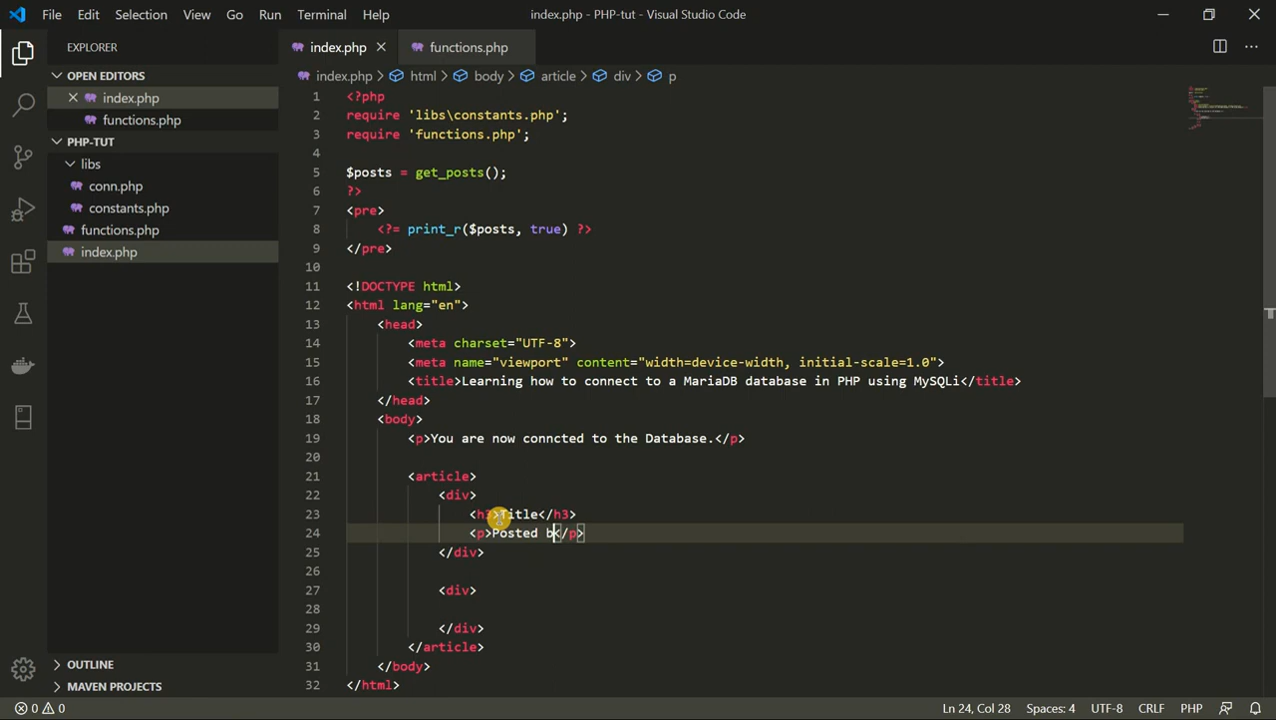 File Edit Selection View Go Run Terminal Help index.php - PHP-tut - Visual Studio Code
EXPLORER
OPEN EDITORS
index.php
functions.php
PHP-TUT
libs
conn.php
constants.php
functions.php
index.php
OUTLINE
MAVEN PROJECTS
index.php functions.php
index.php > html > body > article > div > p
1 <?php
2 require 'libs\constants.php';
3 require 'functions.php';
4
5 $posts = get_posts();
6 ?>
7 <pre>
8 <?= print_r($posts, true) ?>
9 </pre>
10
11 <!DOCTYPE html>
12 <html lang="en">
13 <head>
14 <meta charset="UTF-8">
15 <meta name="viewport" content="width=device-width, initial-scale=1.0">
16 <title>Learning how to connect to a MariaDB database in PHP using MySQLi</title>
17 </head>
18 <body>
19 <p>You are now conncted to the Database.</p>
20
21 <article>
22 <div>
23 <h3>Title</h3>
24 <p>Posted b</p>
25 </div>
26
27 <div>
28
29 </div>
30 </article>
31 </body>
32 </html>
0 0 Ln 24, Col 28 Spaces: 4 UTF-8 CRLF PHP